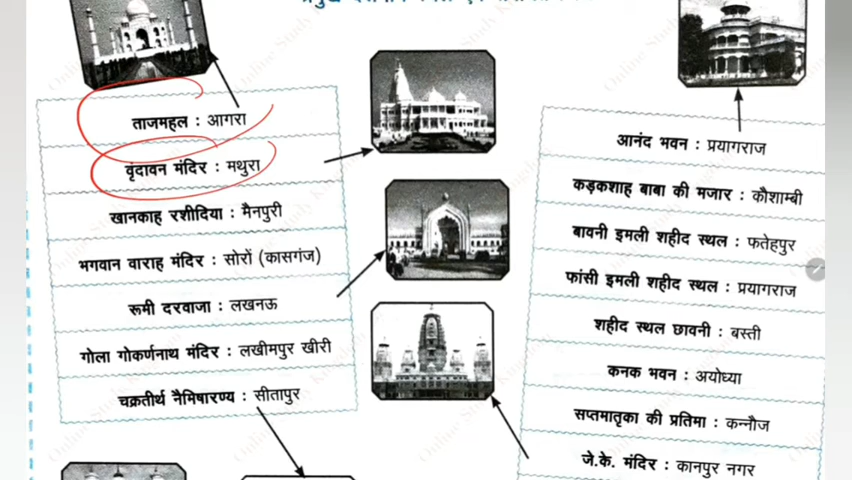 ताजमहल : आगरा
वृंदावन मंदिर : मथुरा
खानकाह रशीदिया : मैनपुरी
भगवान वाराह मंदिर : सोरों (कासगंज)
रूमी दरवाजा : लखनऊ
गोला गोकर्णनाथ मंदिर : लखीमपुर खीरी
चक्रतीर्थ नैमिषारण्य : सीतापुर
आनंद भवन : प्रयागराज
कड़कशाह बाबा की मजार : कौशाम्बी
बावनी इमली शहीद स्थल : फतेहपुर
फांसी इमली शहीद स्थल : प्रयागराज
शहीद स्थल छावनी : बस्ती
कनक भवन : अयोध्या
सप्तमातृका की प्रतिमा : कन्नौज
जे.के. मंदिर : कानपुर नगर